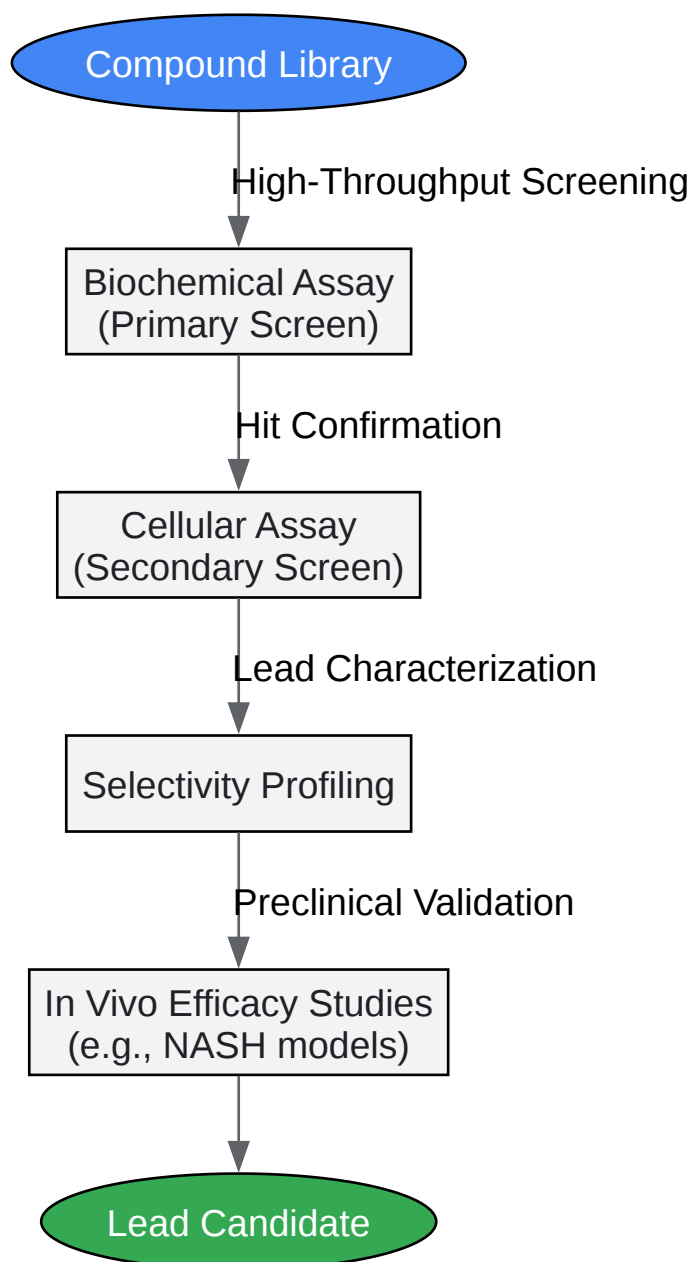 Compound Library
High-Throughput Screening
Biochemical Assay
(Primary Screen)
Hit Confirmation
Cellular Assay
(Secondary Screen)
Lead Characterization
Selectivity Profiling
Preclinical Validation
In Vivo Efficacy Studies
(e.g., NASH models)
Lead Candidate